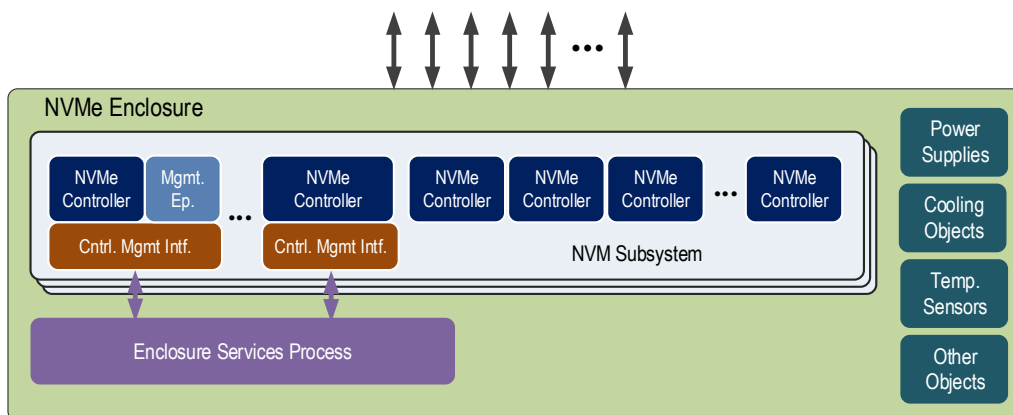 ...
NVMe Enclosure
NVMe
Controller
Mgmt.
Ep.
...
NVMe
Controller
NVMe
Controller
NVMe
Controller
NVMe
Controller
...
NVMe
Controller
Cntrl. Mgmt Intf.
Cntrl. Mgmt Intf.
NVM Subsystem
Enclosure Services Process
Power
Supplies
Cooling
Objects
Temp.
Sensors
Other
Objects